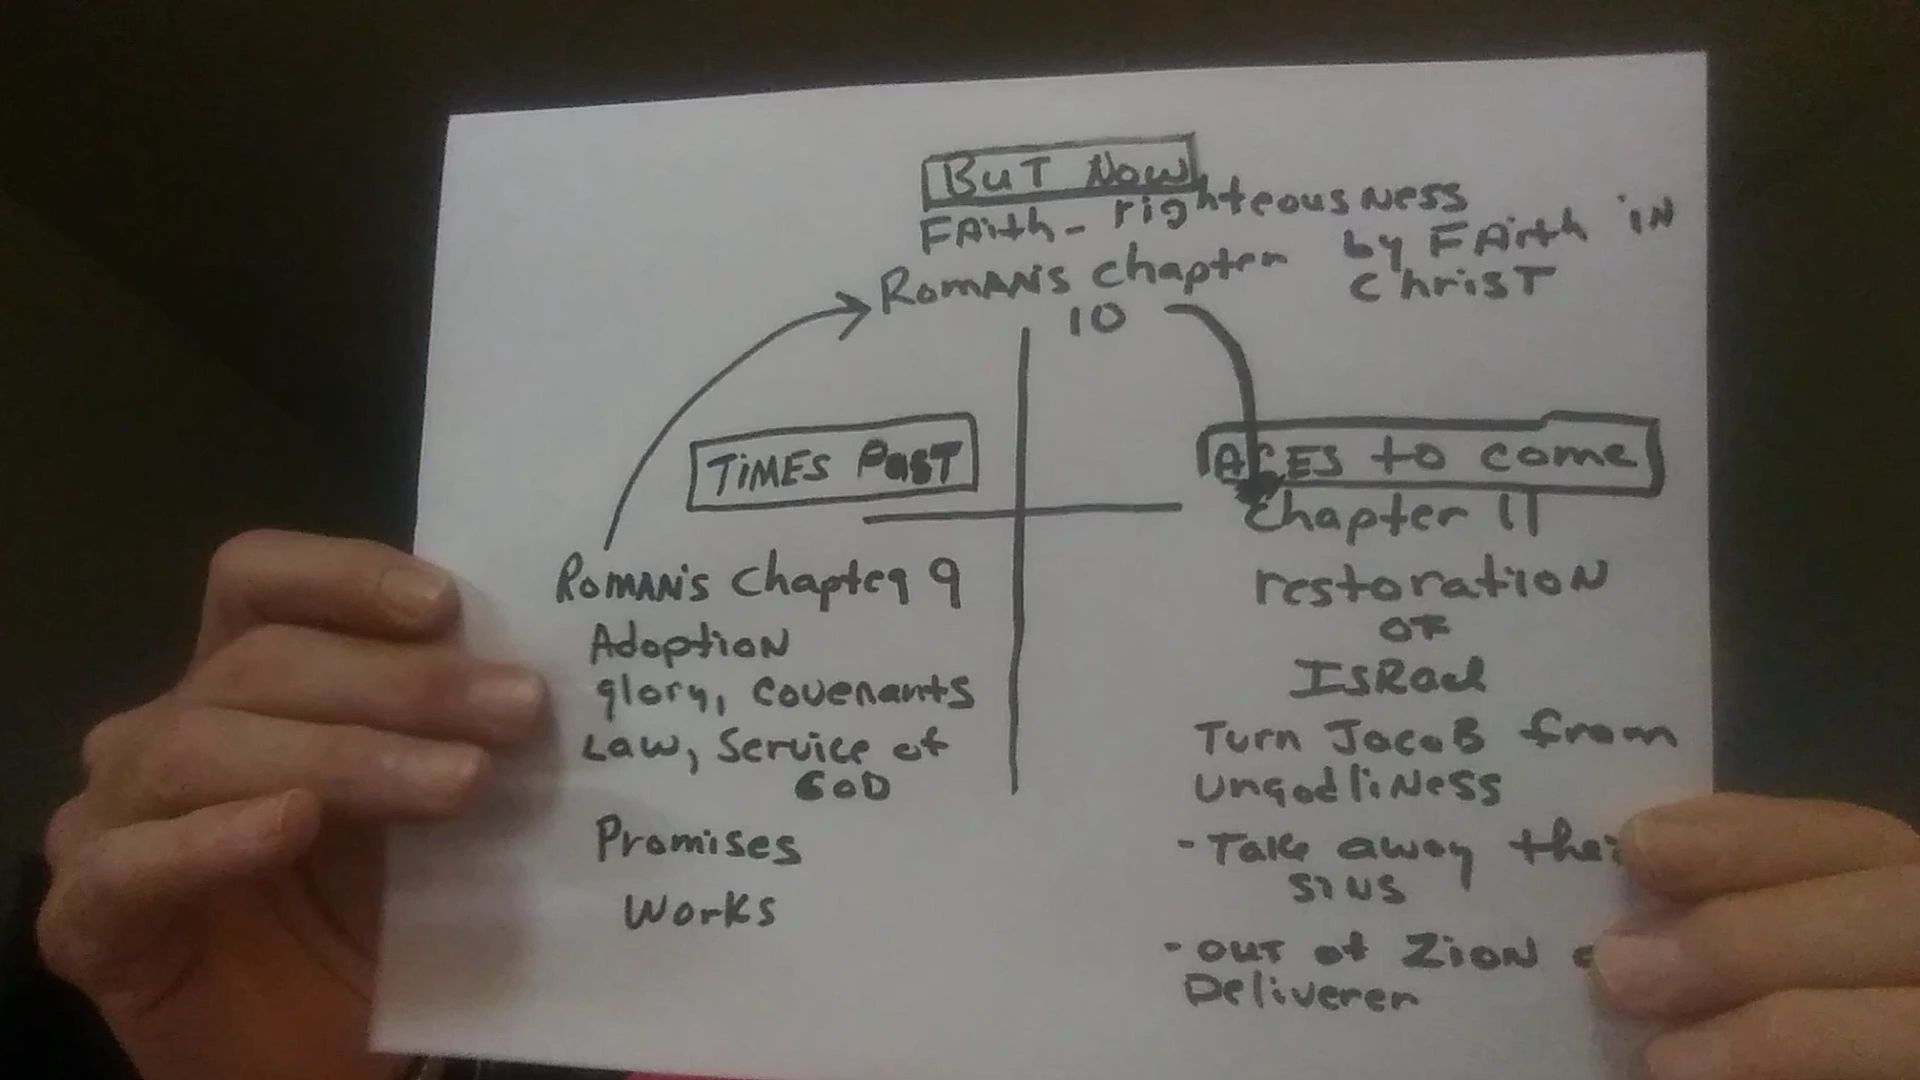 BUT NOW
FAith - righteousness
by FAith iN
ChrisT
RomANs chapter
10
TiMES PAST
AGES to come
Chapter 11
RomANs Chapter 9
Adoption
glory, covenants
Law, Service of
GOD
Promises
Works
restoratioN
OF
ISRael
Turn JacoB from
UNgodliNess
- Take away
siNs
- OUT of ZioN
Deliverer